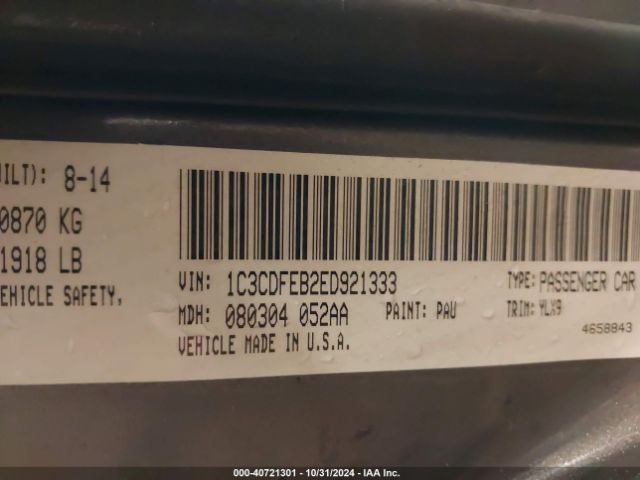 UILT): 8-14
0870 KG
1918 LB
EHICLE SAFETY,
VIN: 1C3CDFEB2ED921333 TYPE: PASSENGER CAR
MDH: 080304 052AA PAINT: PAU TRIM: YLX9
VEHICLE MADE IN U.S.A. 4658843
000-40721301 - 10/31/2024 - IAA Inc.